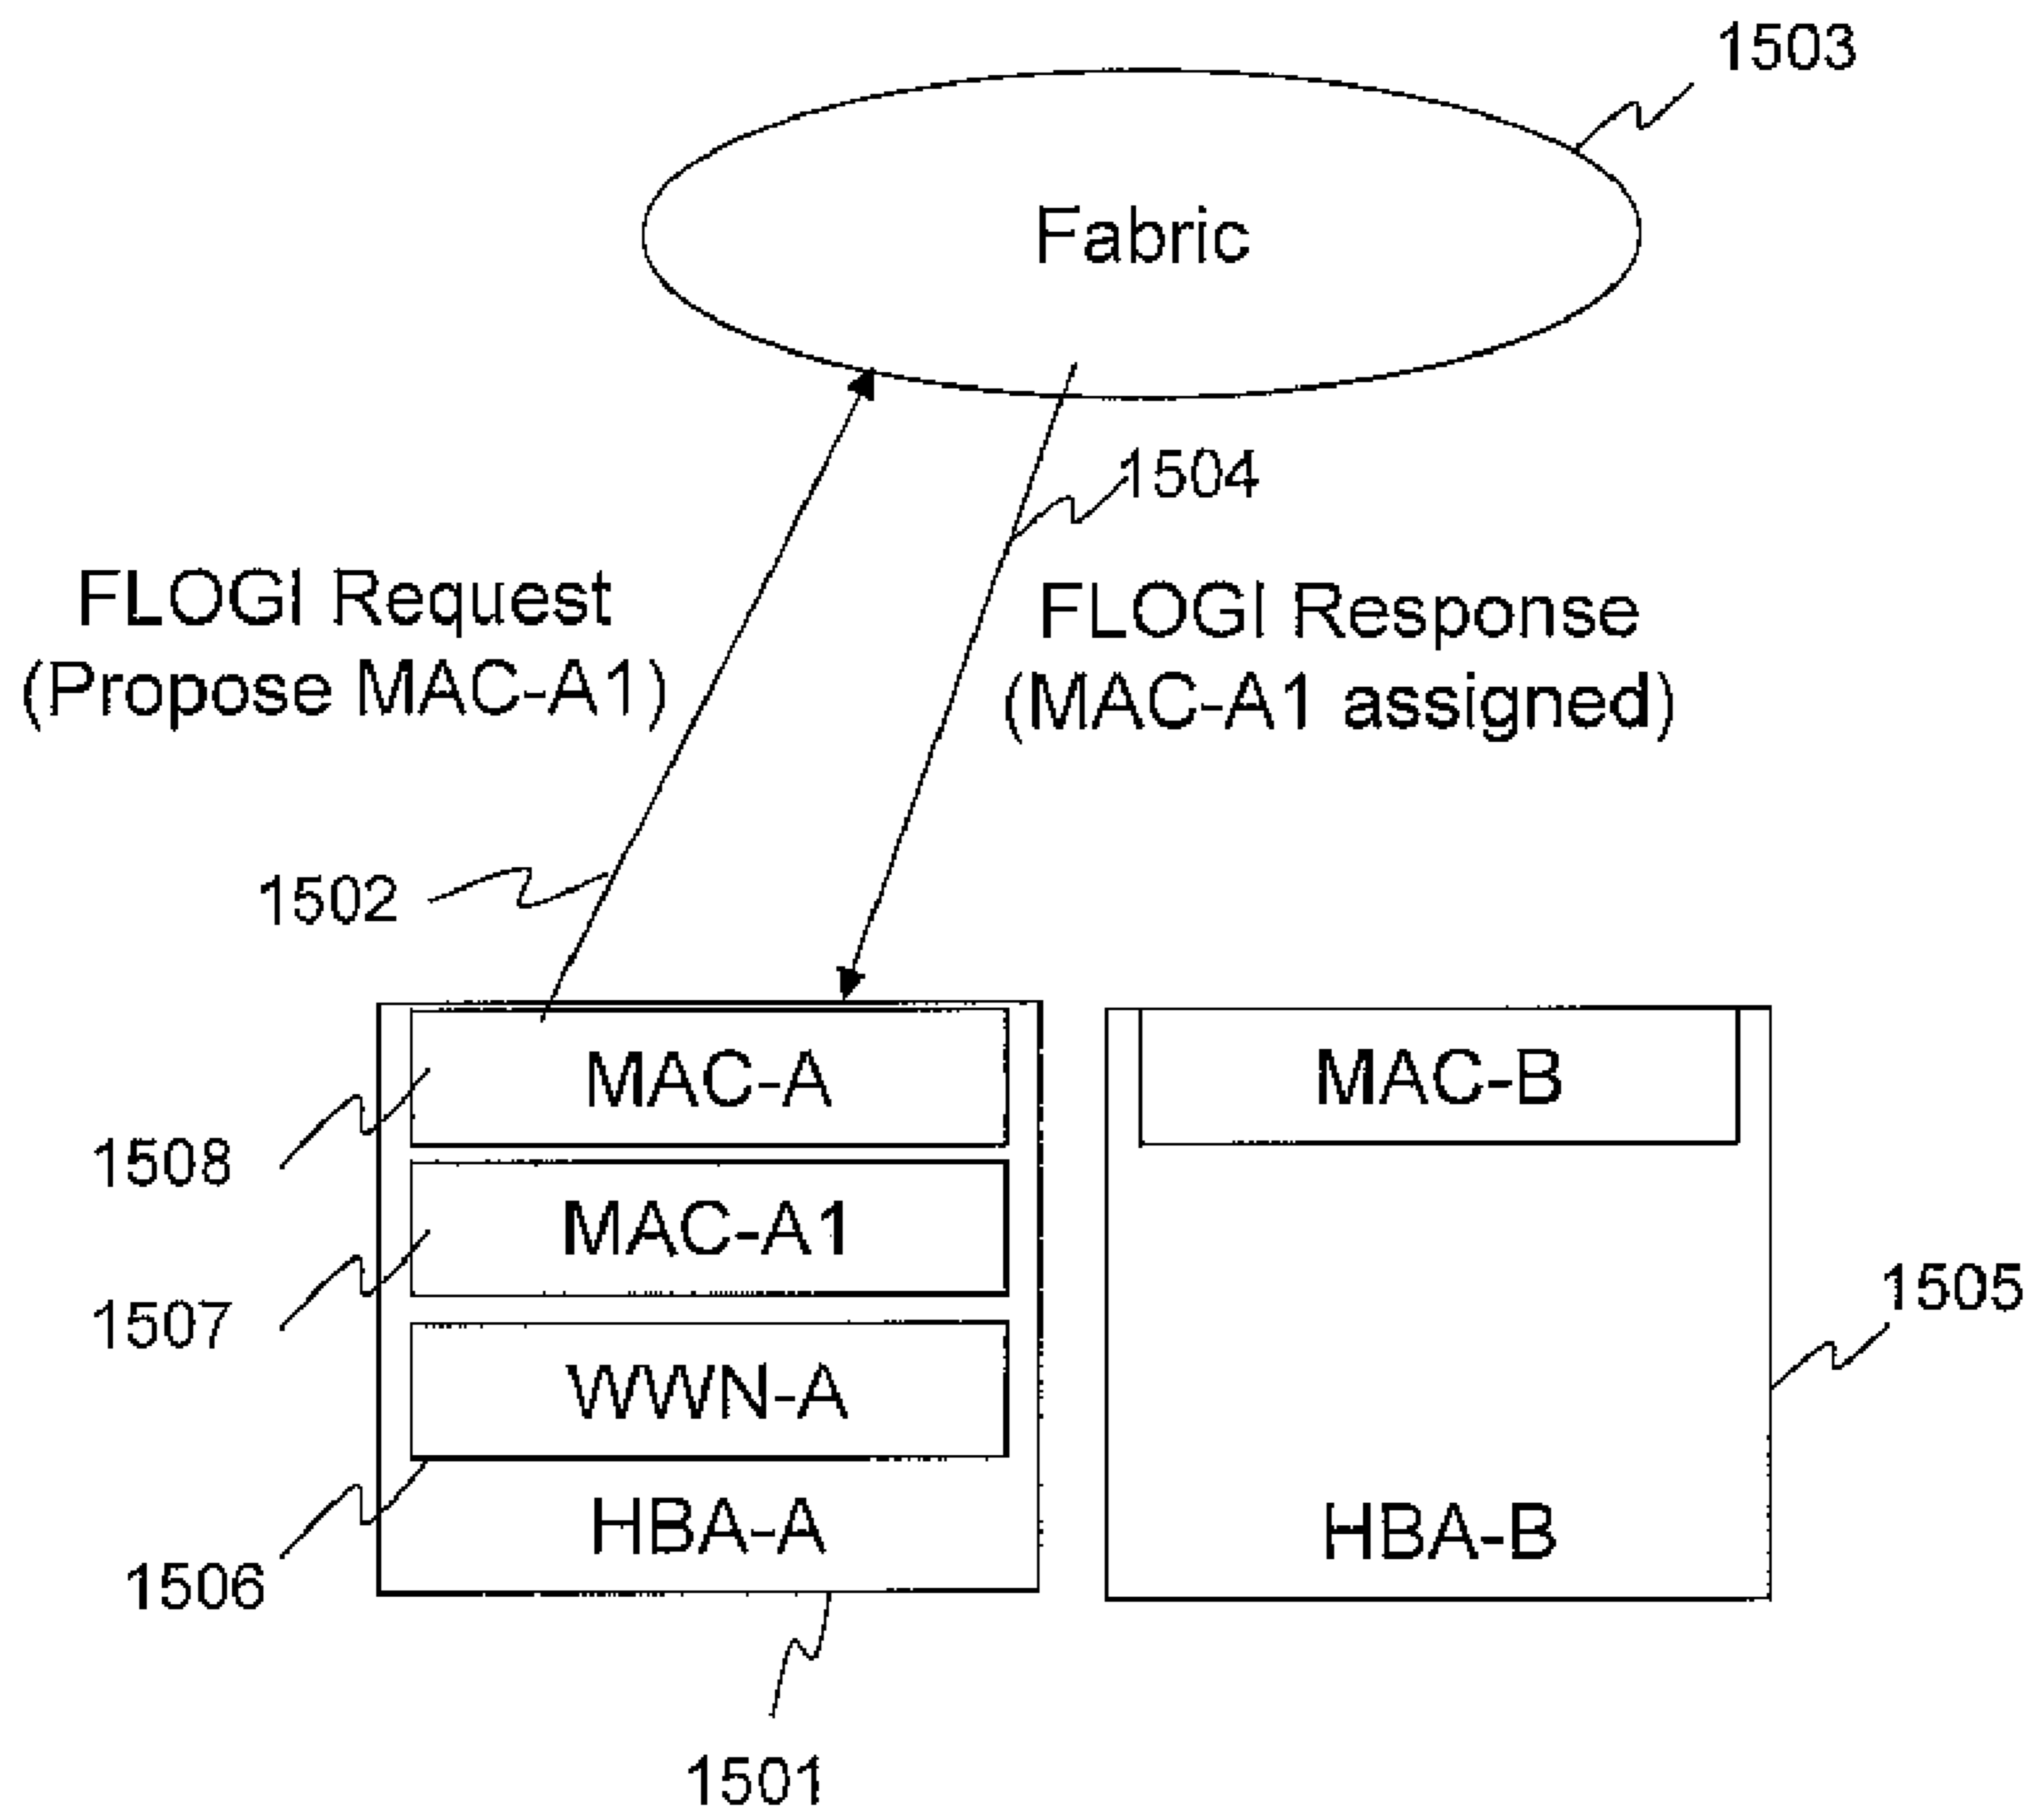 1503
Fabric
1504
FLOGI Request
(Propose MAC-A1)
FLOGI Response
(MAC-A1 assigned)
1502
MAC-A
MAC-B
1508
MAC-A1
1507
1505
WWN-A
HBA-A
HBA-B
1506
1501